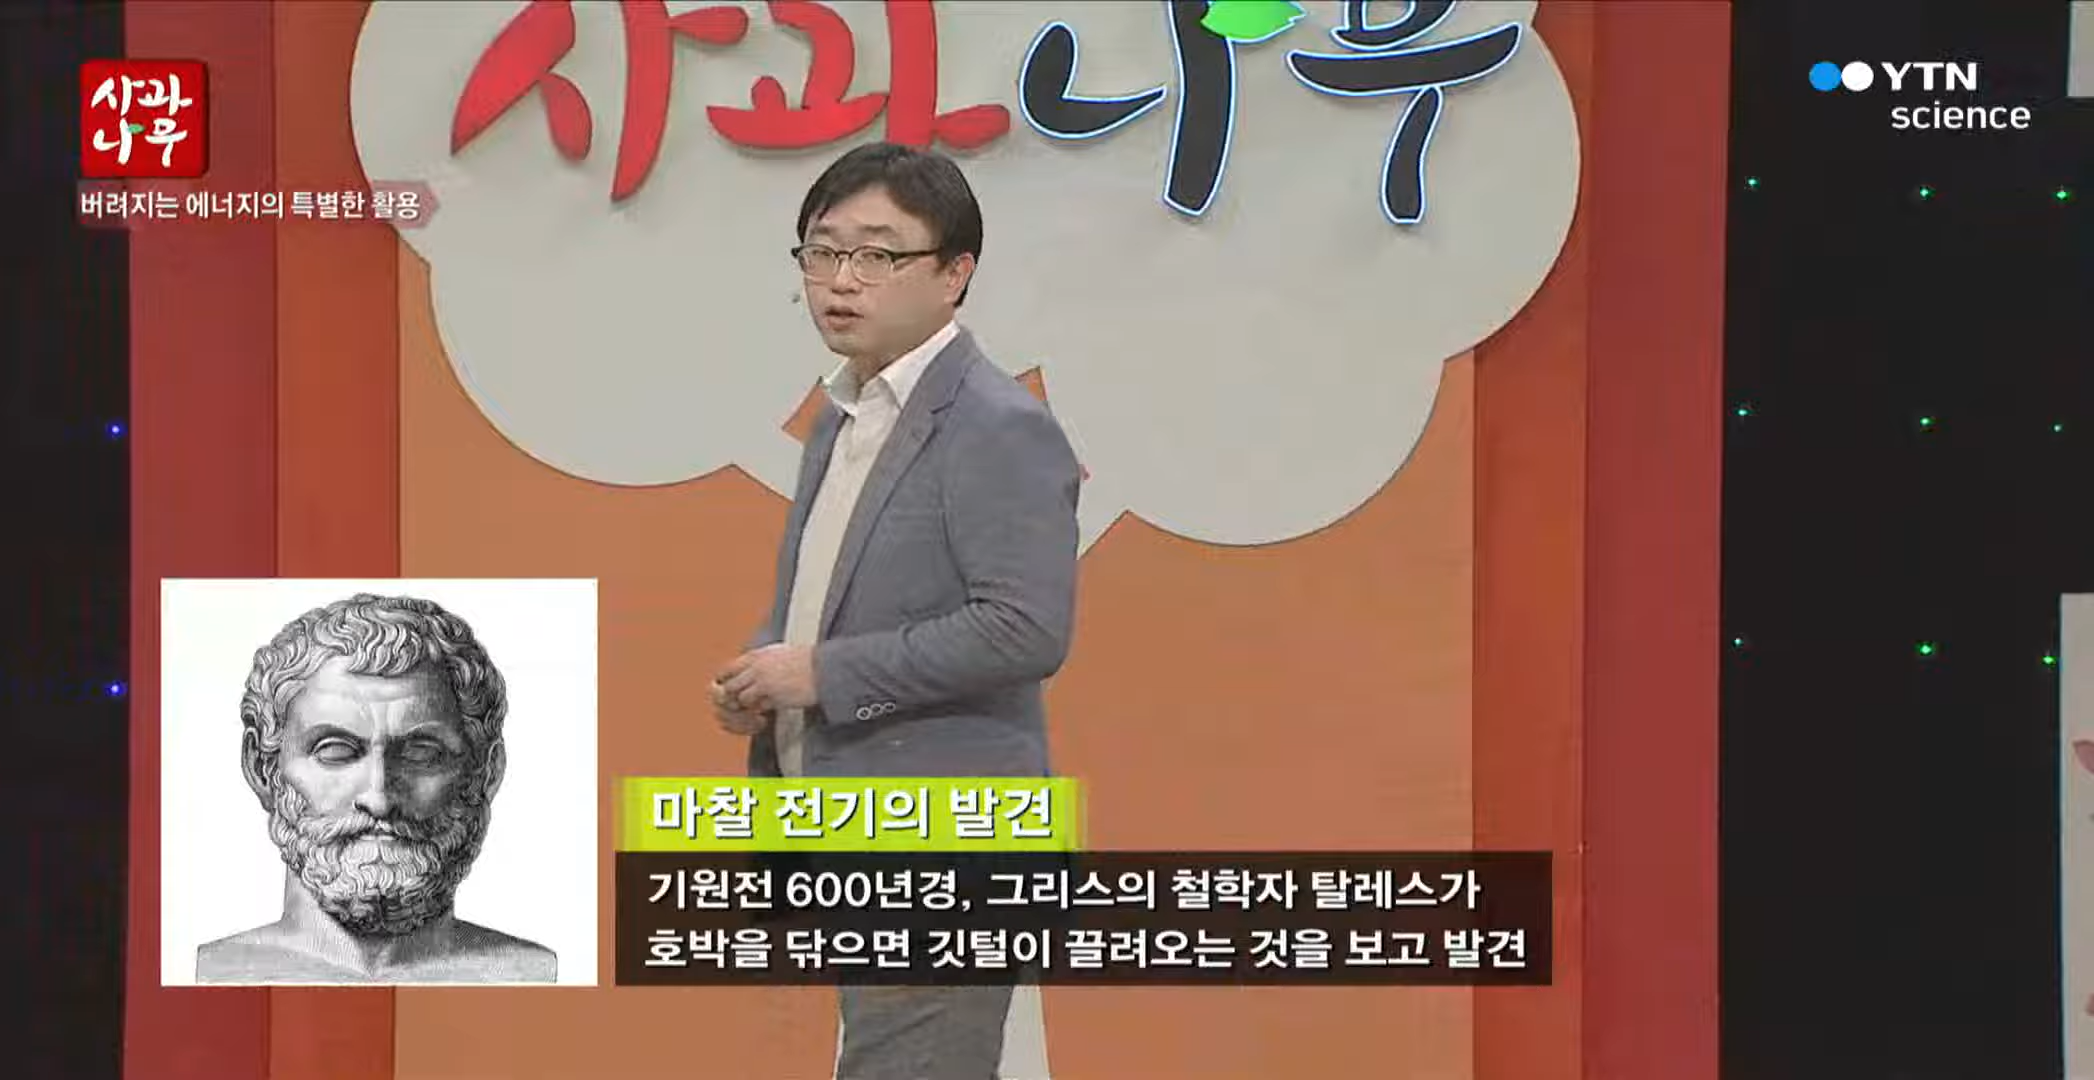 사과나무
사과
나무
버려지는 에너지의 특별한 활용
YTN
science
마찰 전기의 발견
기원전 600년경, 그리스의 철학자 탈레스가
호박을 닦으면 깃털이 끌려오는 것을 보고 발견